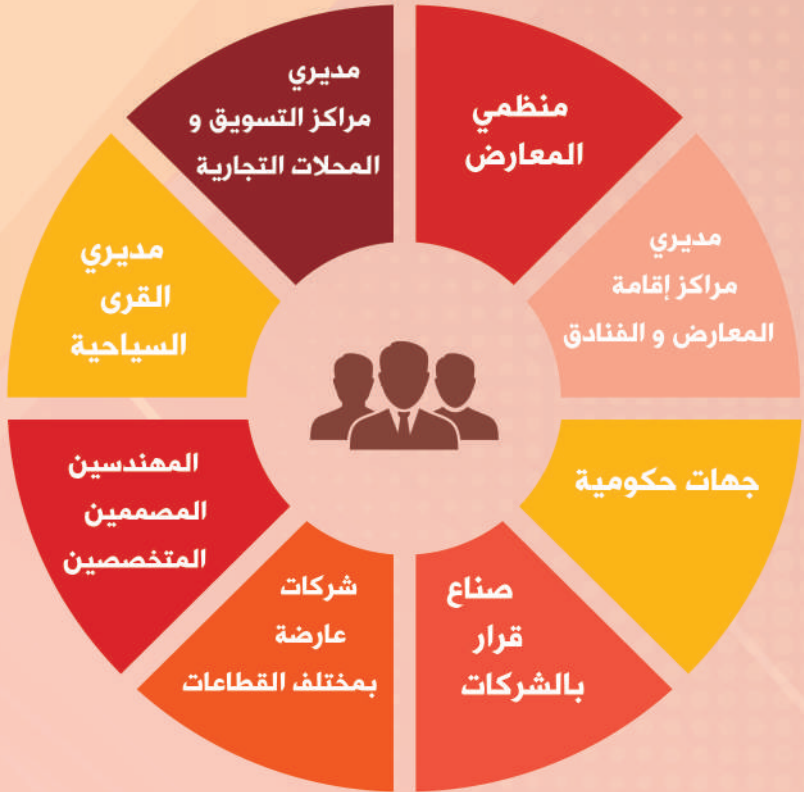 منظمي
المعارض
مديري
مراكز إقامة
المعارض و الفنادق
جهات حكومية
صناع
قرار
بالشركات
شركات
عارضة
بمختلف القطاعات
المهندسين
المصممين
المتخصصين
مديري
القرى
السياحية
مديري
مراكز التسويق و
المحلات التجارية